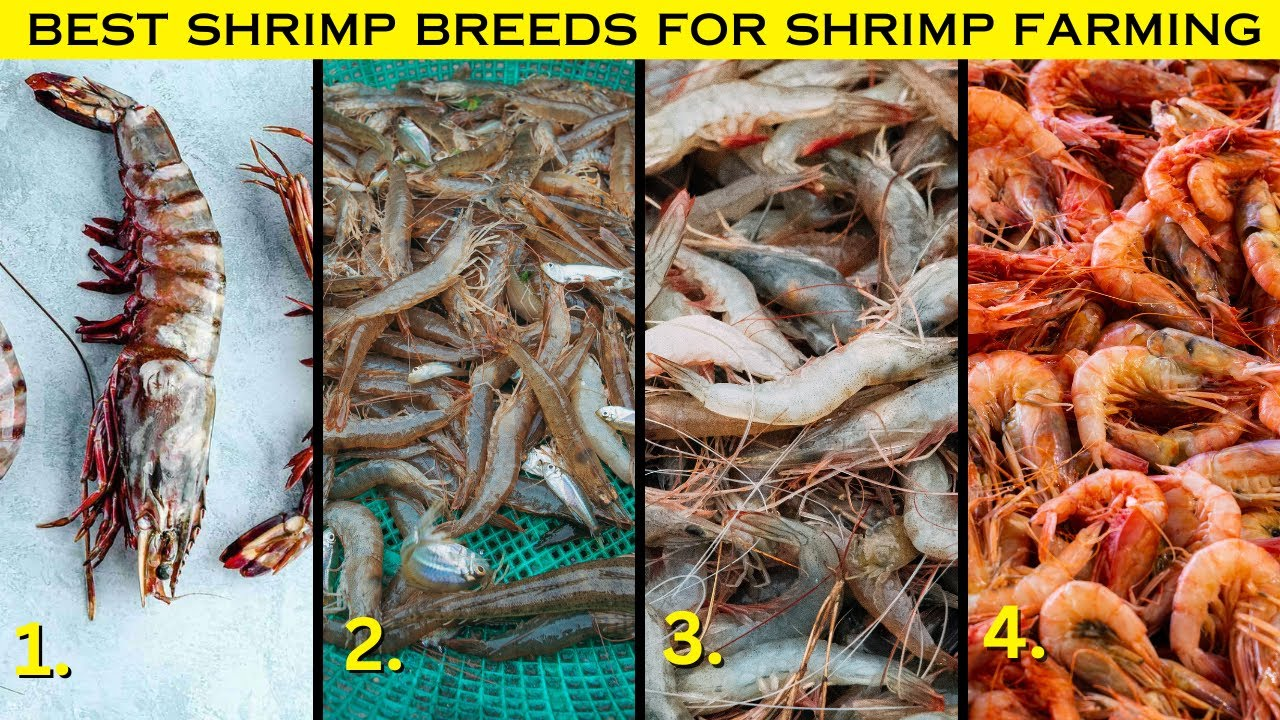 BEST SHRIMP BREEDS FOR SHRIMP FARMING
1.
2.
3.
4.